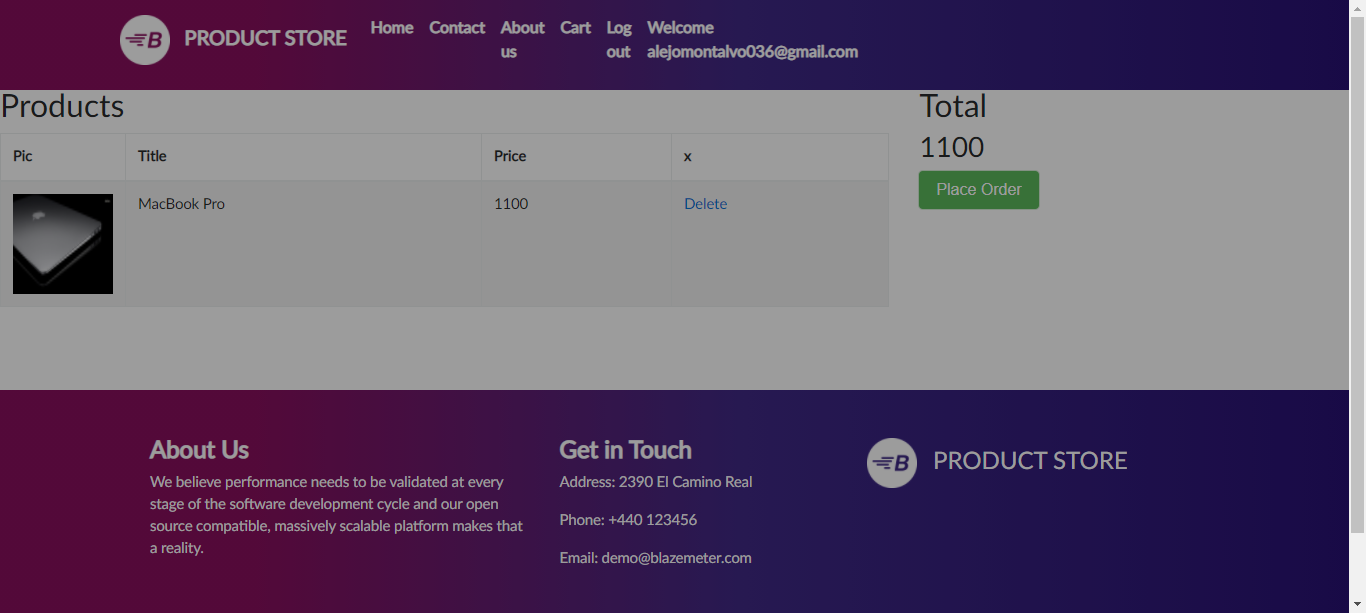 B PRODUCT STORE Home Contact About us Cart Log out Welcome alejomontalvo036@gmail.com
Products
Pic Title Price x
MacBook Pro 1100 Delete
Total
1100
Place Order
About Us
We believe performance needs to be validated at every
stage of the software development cycle and our open
source compatible, massively scalable platform makes that
a reality.
Get in Touch
Address: 2390 El Camino Real
Phone: +440 123456
Email: demo@blazemeter.com
B PRODUCT STORE